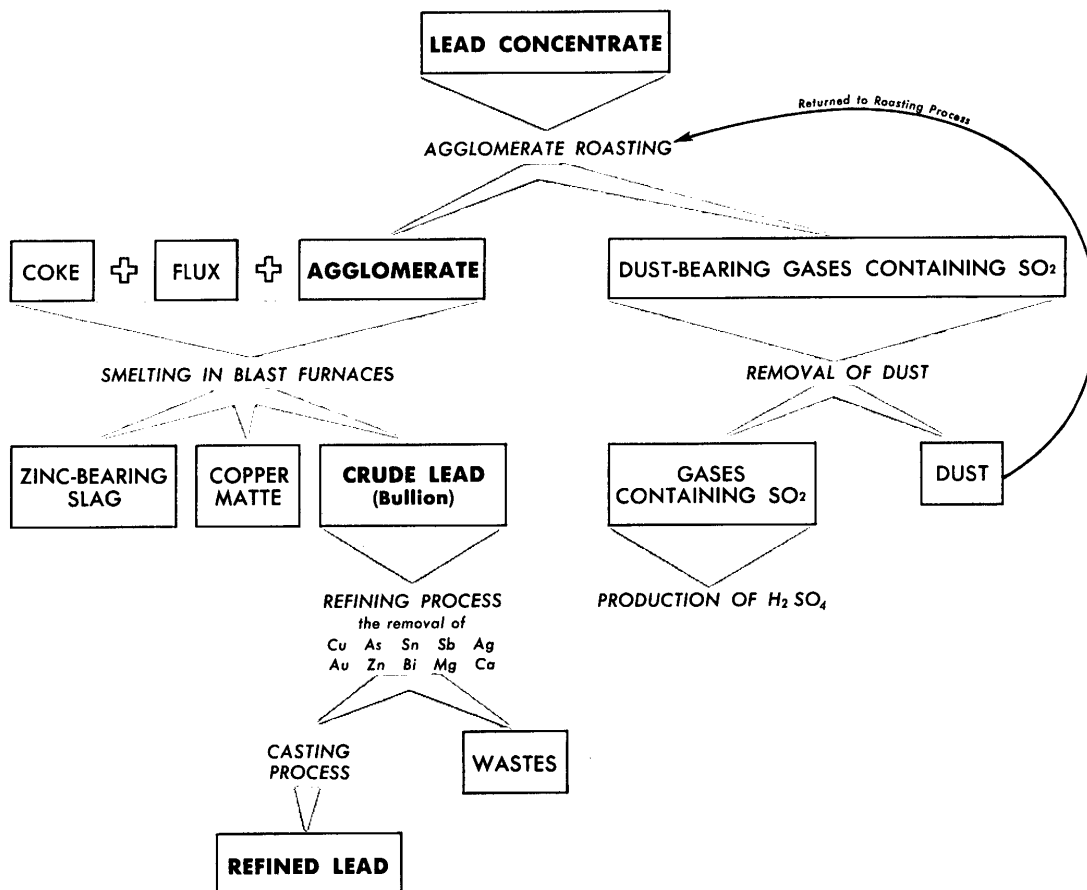 LEAD CONCENTRATE
Returned to Roasting Process
AGGLOMERATE ROASTING
COKE
FLUX
AGGLOMERATE
DUST-BEARING GASES CONTAINING SO₂
SMELTING IN BLAST FURNACES
REMOVAL OF DUST
ZINC-BEARING
SLAG
COPPER
MATTE
CRUDE LEAD
(Bullion)
GASES
CONTAINING SO₂
DUST
REFINING PROCESS
the removal of
Cu As Sn Sb Ag
Au Zn Bi Mg Ca
PRODUCTION OF H₂SO₄
CASTING
PROCESS
WASTES
REFINED LEAD